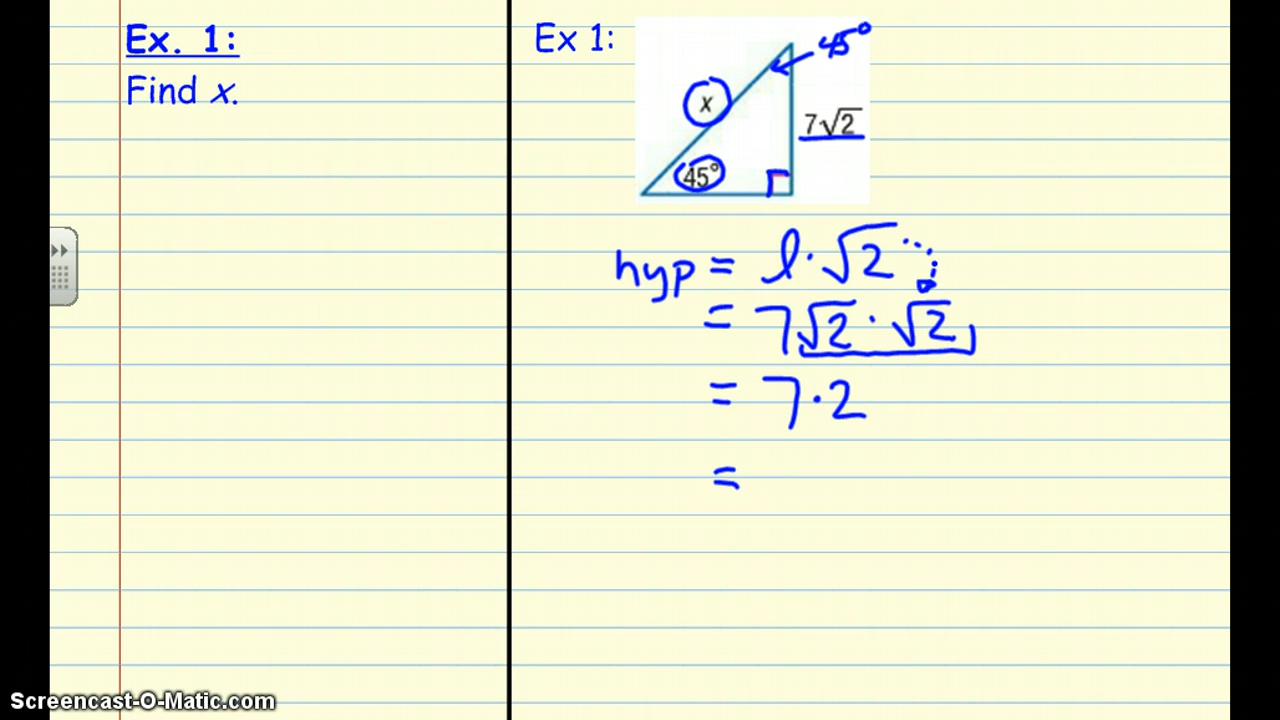 Ex. 1:
Find x.
Ex 1:
45°
x
7√2
45°
hyp = l · √2
= 7√2 · √2
= 7 · 2
=
Screencast-O-Matic.com